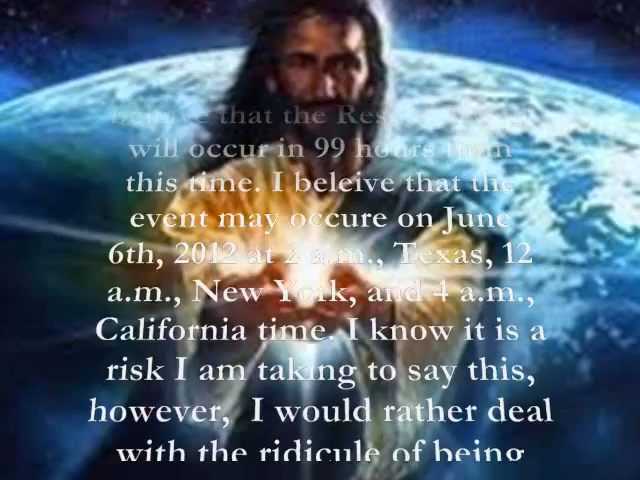 believe that the
will occur in 99 hours from
this time. I beleive that the
event may occure on June
6th, 2012 at 2 a.m., Texas, 12
a.m., New York, and 4 a.m.,
California time. I know it is a
risk I am taking to say this,
however, I would rather deal
with the ridicule of being